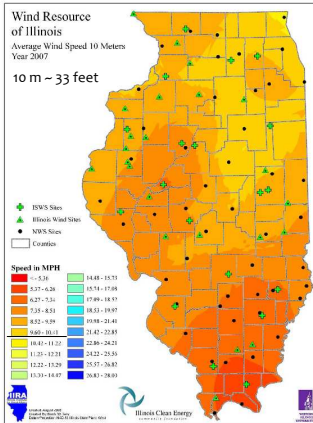 Wind Resource
of Illinois
Average Wind Speed 10 Meters
Year 2007
10 m ~ 33 feet
ISWS Sites
Illinois Wind Sites
NWS Sites
Counties
Speed in MPH
< - 5.36
5.37 - 6.26
6.27 - 7.34
7.35 - 8.51
8.52 - 9.59
9.60 - 10.41
10.42 - 11.22
11.23 - 12.21
12.22 - 13.29
13.30 - 14.47
14.48 - 15.73
15.74 - 17.08
17.09 - 18.52
18.53 - 19.97
19.98 - 21.41
21.42 - 22.85
22.86 - 24.21
24.22 - 25.56
25.57 - 26.82
26.83 - 28.00
IIRA
Illinois Clean Energy